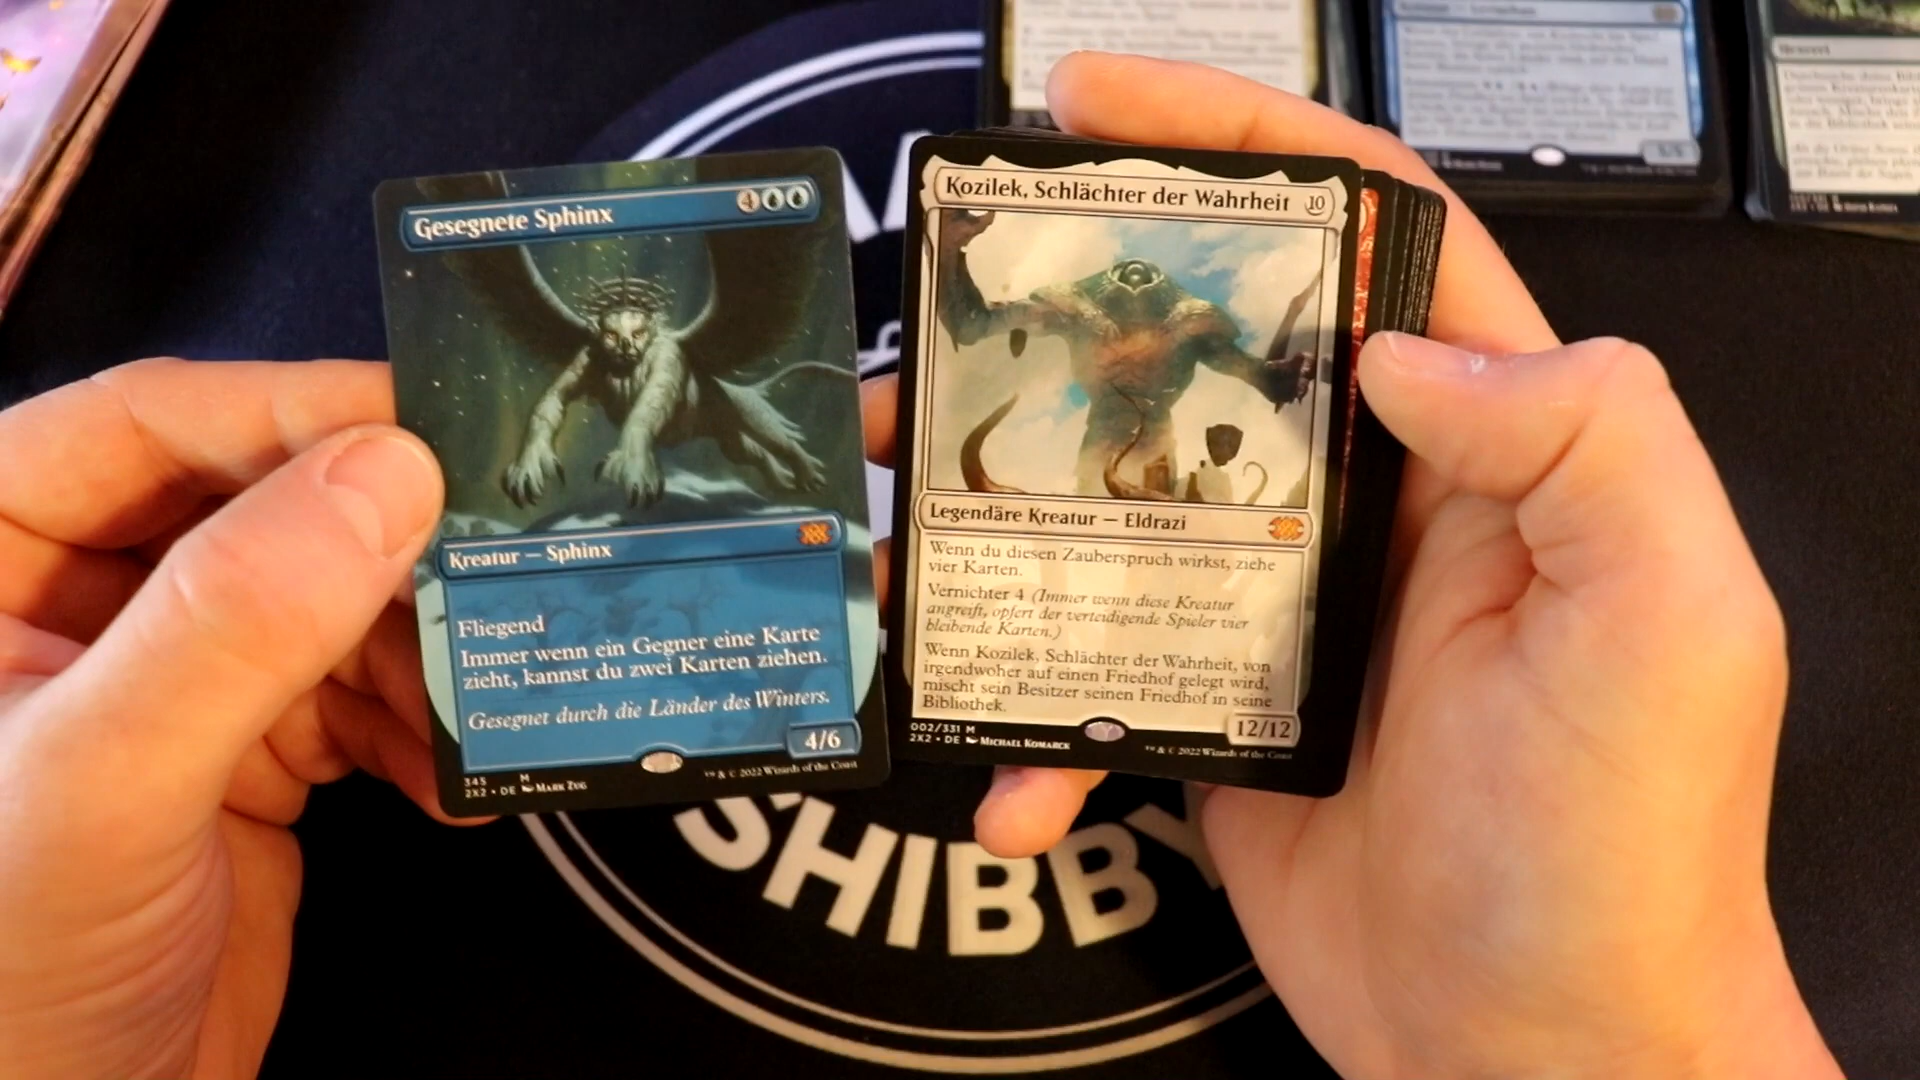 Gesegnete Sphinx
4
Kreatur — Sphinx
Fliegend
Immer wenn ein Gegner eine Karte
zieht, kannst du zwei Karten ziehen.
Gesegnet durch die Länder des Winters.
4/6
345 M
2X2 • DE Mark Zug
™ & © 2022 Wizards of the Coast
Kozilek, Schlächter der Wahrheit 10
Legendäre Kreatur — Eldrazi
Wenn du diesen Zauberspruch wirkst, ziehe
vier Karten.
Vernichter 4 (Immer wenn diese Kreatur
angreift, opfert der verteidigende Spieler vier
bleibende Karten.)
Wenn Kozilek, Schlächter der Wahrheit, von
irgendwoher auf einen Friedhof gelegt wird,
mischt sein Besitzer seinen Friedhof in seine
Bibliothek.
12/12
002/331 M
2X2 • DE Michael Komarck
™ & © 2022 Wizards of the Coast
Hexerei
SHIBBY